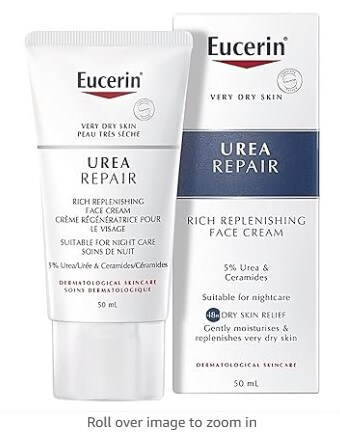 Eucerin®
VERY DRY SKIN
PEAU TRÈS SÈCHE
UREA
REPAIR
RICH REPLENISHING
FACE CREAM
CRÈME RÉGÉNÉRATRICE POUR
LE VISAGE
SUITABLE FOR NIGHT CARE
SOINS DE NUIT
5% Urea/Urée & Ceramides/Céramides
DERMATOLOGICAL SKINCARE
SOINS DERMATOLOGIQUE
50 mL
Eucerin®
VERY DRY SKIN
UREA
REPAIR
RICH REPLENISHING
FACE CREAM
5% Urea &
Ceramides
Suitable for nightcare
48h DRY SKIN RELIEF
Gently moisturises &
replenishes very dry skin
DERMATOLOGICAL SKINCARE
50 mL
Roll over image to zoom in